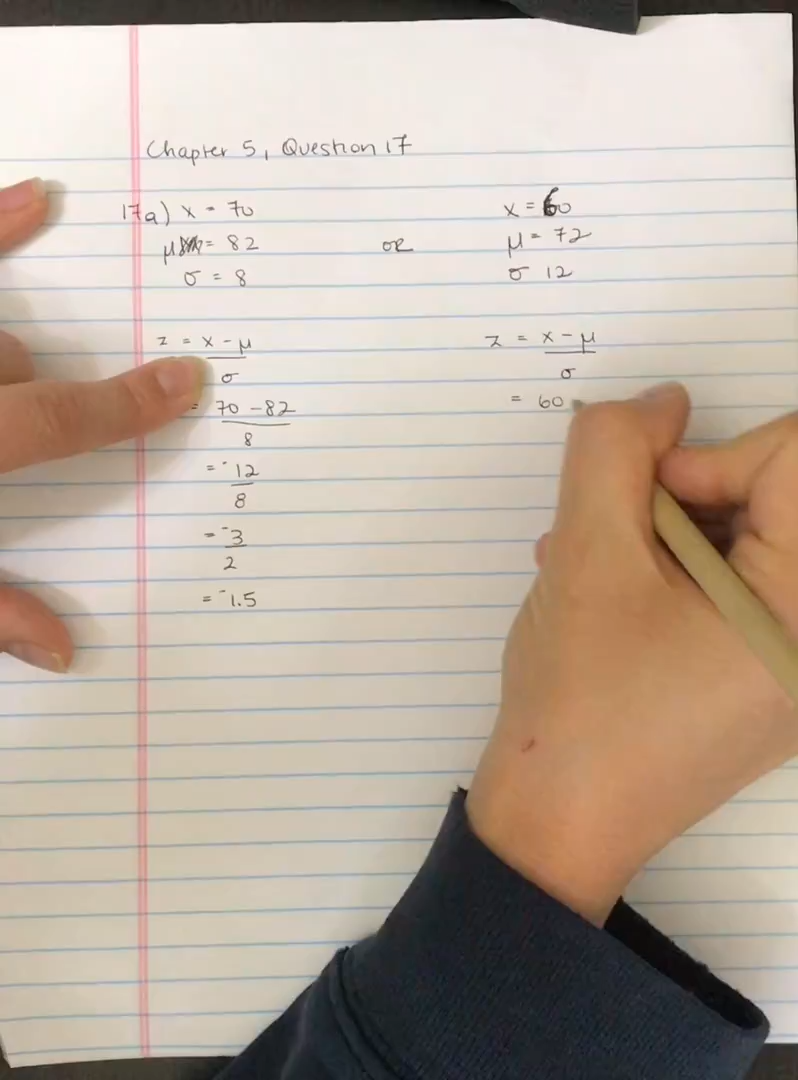 Chapter 5, Question 17
17a) x = 70
μ = 82
σ = 8
OR
x = 60
μ = 72
σ 12
z = x - μ
σ
= 70 - 82
8
= -12
8
= -3
2
= -1.5
z = x - μ
σ
= 60